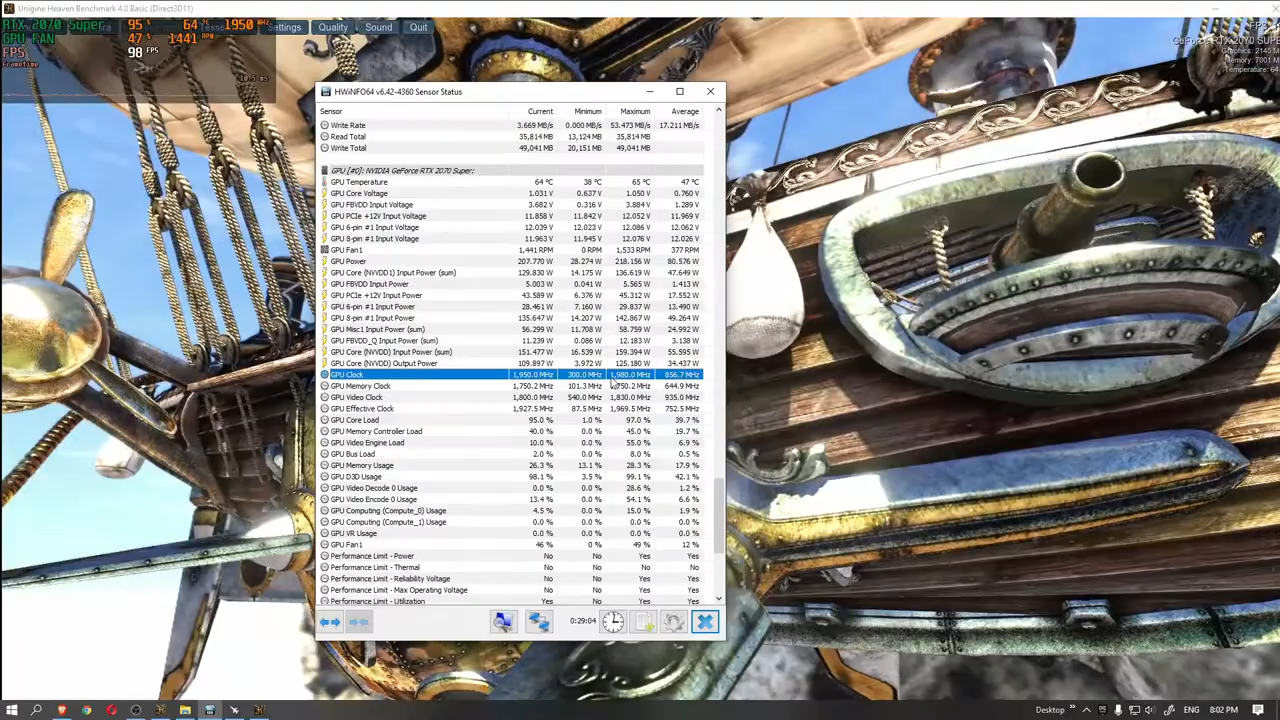 Unigine Heaven Benchmark 4.0 Basic (Direct3D11)
RTX 2070 Super 95 % 64 °C 1950 MHz
GPU FAN 47 % 1441 RPM
FPS 98 FPS
Frametime
10.5 ms
Settings Quality Sound Quit
Graphics: 2145 M
Memory: 7001 M
Temperature: 64
HWiNFO64 v6.42-4360 Sensor Status
Sensor Current Minimum Maximum Average
Write Rate 3.669 MB/s 0.000 MB/s 53.473 MB/s 17.211 MB/s
Read Total 35,814 MB 13,124 MB 35,814 MB
Write Total 49,041 MB 20,151 MB 49,041 MB
GPU [#0]: NVIDIA GeForce RTX 2070 Super:
GPU Temperature 64 °C 38 °C 65 °C 47 °C
GPU Core Voltage 1.031 V 0.637 V 1.050 V 0.760 V
GPU FBVDD Input Voltage 3.682 V 0.316 V 3.884 V 1.289 V
GPU PCIe +12V Input Voltage 11.858 V 11.842 V 12.052 V 11.969 V
GPU 6-pin #1 Input Voltage 12.039 V 12.023 V 12.086 V 12.062 V
GPU 8-pin #1 Input Voltage 11.963 V 11.945 V 12.076 V 12.026 V
GPU Fan1 1,441 RPM 0 RPM 1,533 RPM 377 RPM
GPU Power 207.770 W 28.274 W 218.156 W 80.576 W
GPU Core (NVVDD1) Input Power (sum) 129.830 W 14.175 W 136.619 W 47.649 W
GPU FBVDD Input Power 5.003 W 0.041 W 5.565 W 1.413 W
GPU PCIe +12V Input Power 43.589 W 6.376 W 45.312 W 17.552 W
GPU 6-pin #1 Input Power 28.461 W 7.160 W 29.837 W 13.490 W
GPU 8-pin #1 Input Power 135.647 W 14.207 W 142.867 W 49.264 W
GPU Misc1 Input Power (sum) 56.299 W 11.708 W 58.759 W 24.992 W
GPU FBVDD_Q Input Power (sum) 11.239 W 0.086 W 12.183 W 3.138 W
GPU Core (NVVDD) Input Power (sum) 151.477 W 16.539 W 159.394 W 55.595 W
GPU Core (NVVDD) Output Power 109.897 W 3.972 W 125.180 W 34.437 W
GPU Clock 1,950.0 MHz 300.0 MHz 1,980.0 MHz 856.7 MHz
GPU Memory Clock 1,750.2 MHz 101.3 MHz 1,750.2 MHz 644.9 MHz
GPU Video Clock 1,800.0 MHz 540.0 MHz 1,830.0 MHz 935.0 MHz
GPU Effective Clock 1,927.5 MHz 87.5 MHz 1,969.5 MHz 752.5 MHz
GPU Core Load 95.0 % 1.0 % 97.0 % 39.7 %
GPU Memory Controller Load 40.0 % 0.0 % 45.0 % 19.7 %
GPU Video Engine Load 10.0 % 0.0 % 55.0 % 6.9 %
GPU Bus Load 2.0 % 0.0 % 8.0 % 0.5 %
GPU Memory Usage 26.3 % 13.1 % 28.3 % 17.9 %
GPU D3D Usage 98.1 % 3.5 % 99.1 % 42.1 %
GPU Video Decode 0 Usage 0.0 % 0.0 % 28.6 % 1.2 %
GPU Video Encode 0 Usage 13.4 % 0.0 % 54.1 % 6.6 %
GPU Computing (Compute_0) Usage 4.5 % 0.0 % 15.0 % 1.9 %
GPU Computing (Compute_1) Usage 0.0 % 0.0 % 0.0 % 0.0 %
GPU VR Usage 0.0 % 0.0 % 0.0 % 0.0 %
GPU Fan1 46 % 0 % 49 % 12 %
Performance Limit - Power No No Yes Yes
Performance Limit - Thermal No No No No
Performance Limit - Reliability Voltage Yes No Yes Yes
Performance Limit - Max Operating Voltage No No Yes Yes
Performance Limit - Utilization Yes No Yes Yes
0:29:04
Desktop ENG 8:02 PM